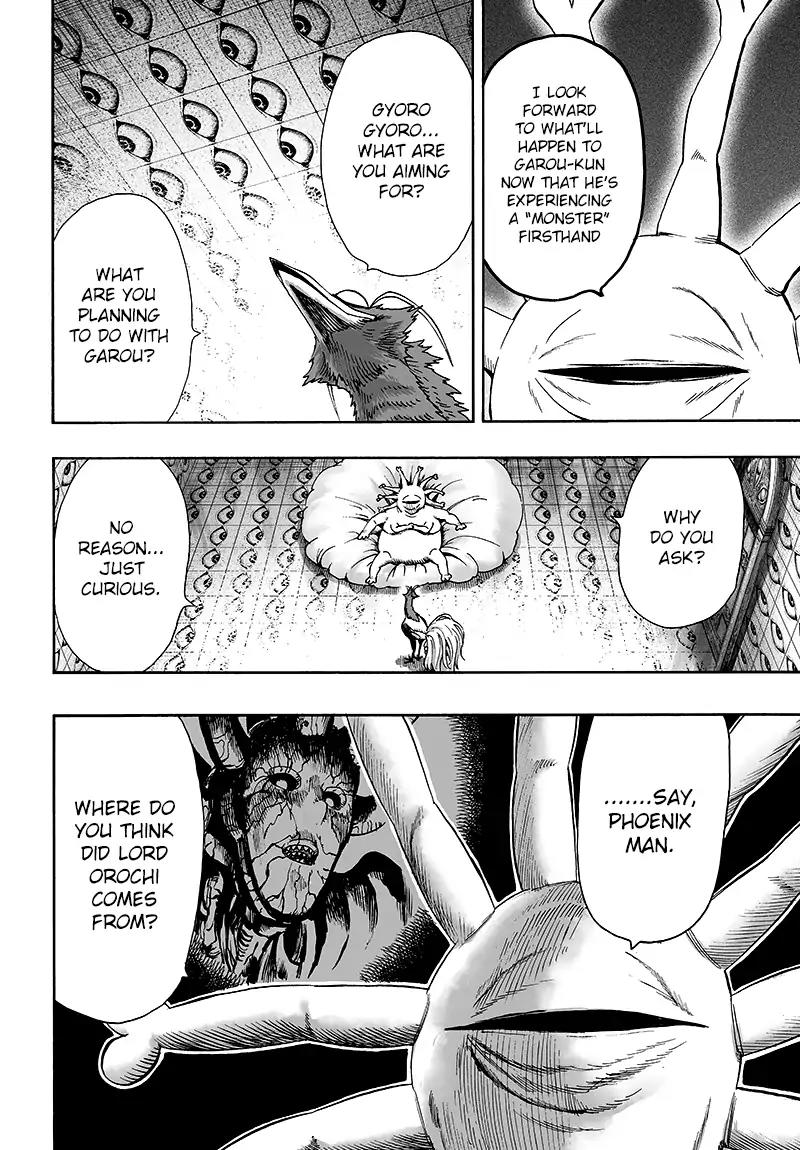 I LOOK
FORWARD
TO WHAT'LL
HAPPEN TO
GAROU-KUN
NOW THAT HE'S
EXPERIENCING
A "MONSTER"
FIRSTHAND
GYORO
GYORO...
WHAT ARE
YOU AIMING
FOR?
WHAT
ARE YOU
PLANNING
TO DO WITH
GAROU?
WHY
DO YOU
ASK?
NO
REASON...
JUST
CURIOUS.
.......SAY,
PHOENIX
MAN.
WHERE DO
YOU THINK
DID LORD
OROCHI
COMES
FROM?